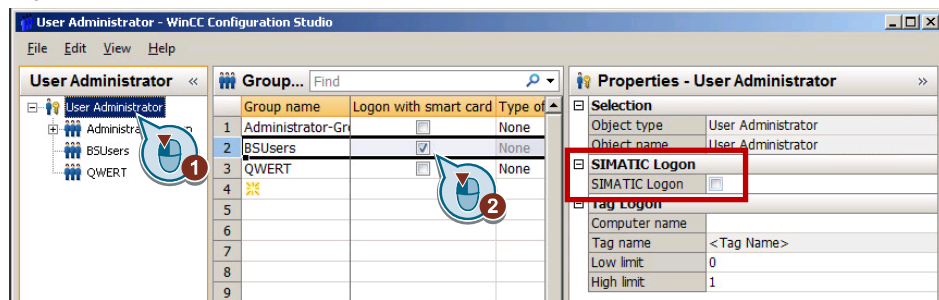 User Administrator - WinCC Configuration Studio
File Edit View Help
User Administrator «
User Administrator
BSUsers
QWERT
1
Group... Find
Group name Logon with smart card Type of
1 Administrator-Gr None
2 BSUsers None
3 QWERT None
4
5
6
7
8
9
2
Properties - User Administrator »
Selection
Object type User Administrator
Object name User Administrator
SIMATIC Logon
SIMATIC Logon
Tag Logon
Computer name
Tag name <Tag Name>
Low limit 0
High limit 1